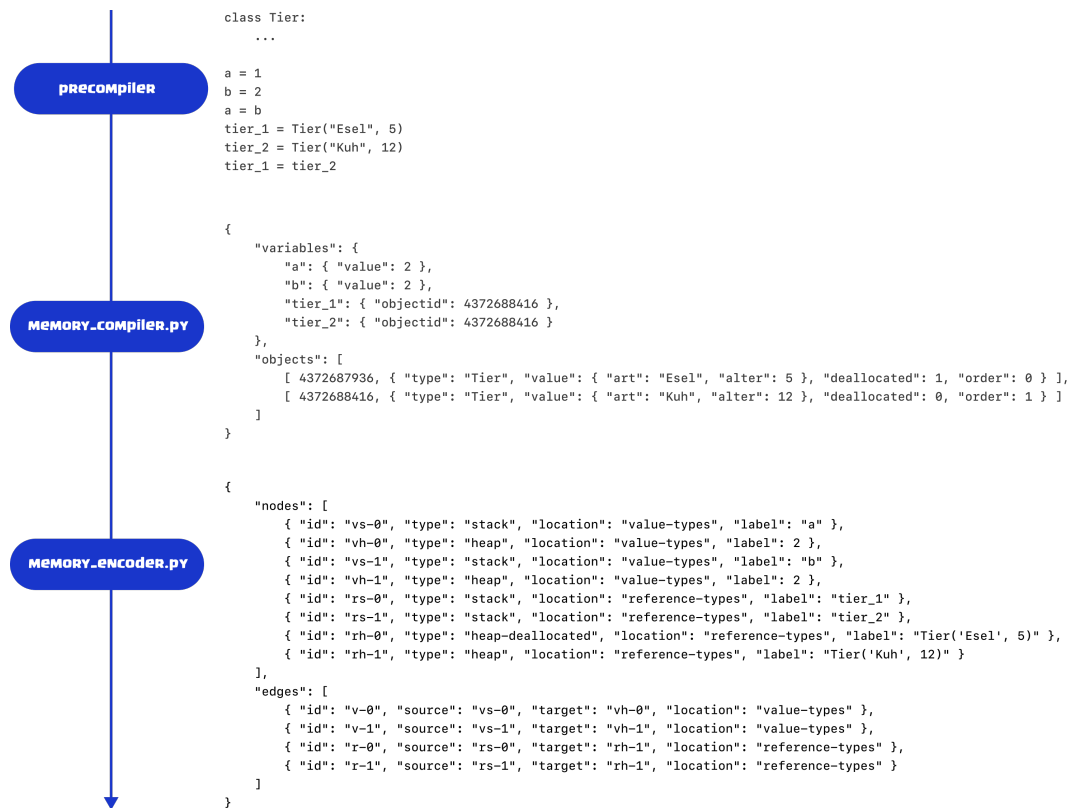 class Tier:
    ...
precompiler
a = 1
b = 2
a = b
tier_1 = Tier("Esel", 5)
tier_2 = Tier("Kuh", 12)
tier_1 = tier_2
memory_compiler.py
{
    "variables": {
        "a": { "value": 2 },
        "b": { "value": 2 },
        "tier_1": { "objectid": 4372688416 },
        "tier_2": { "objectid": 4372688416 }
    },
    "objects": [
        [ 4372687936, { "type": "Tier", "value": { "art": "Esel", "alter": 5 }, "deallocated": 1, "order": 0 } ],
        [ 4372688416, { "type": "Tier", "value": { "art": "Kuh", "alter": 12 }, "deallocated": 0, "order": 1 } ]
    ]
}
memory_encoder.py
{
    "nodes": [
        { "id": "vs-0", "type": "stack", "location": "value-types", "label": "a" },
        { "id": "vh-0", "type": "heap", "location": "value-types", "label": 2 },
        { "id": "vs-1", "type": "stack", "location": "value-types", "label": "b" },
        { "id": "vh-1", "type": "heap", "location": "value-types", "label": 2 },
        { "id": "rs-0", "type": "stack", "location": "reference-types", "label": "tier_1" },
        { "id": "rs-1", "type": "stack", "location": "reference-types", "label": "tier_2" },
        { "id": "rh-0", "type": "heap-deallocated", "location": "reference-types", "label": "Tier('Esel', 5)" },
        { "id": "rh-1", "type": "heap", "location": "reference-types", "label": "Tier('Kuh', 12)" }
    ],
    "edges": [
        { "id": "v-0", "source": "vs-0", "target": "vh-0", "location": "value-types" },
        { "id": "v-1", "source": "vs-1", "target": "vh-1", "location": "value-types" },
        { "id": "r-0", "source": "rs-0", "target": "rh-1", "location": "reference-types" },
        { "id": "r-1", "source": "rs-1", "target": "rh-1", "location": "reference-types" }
    ]
}